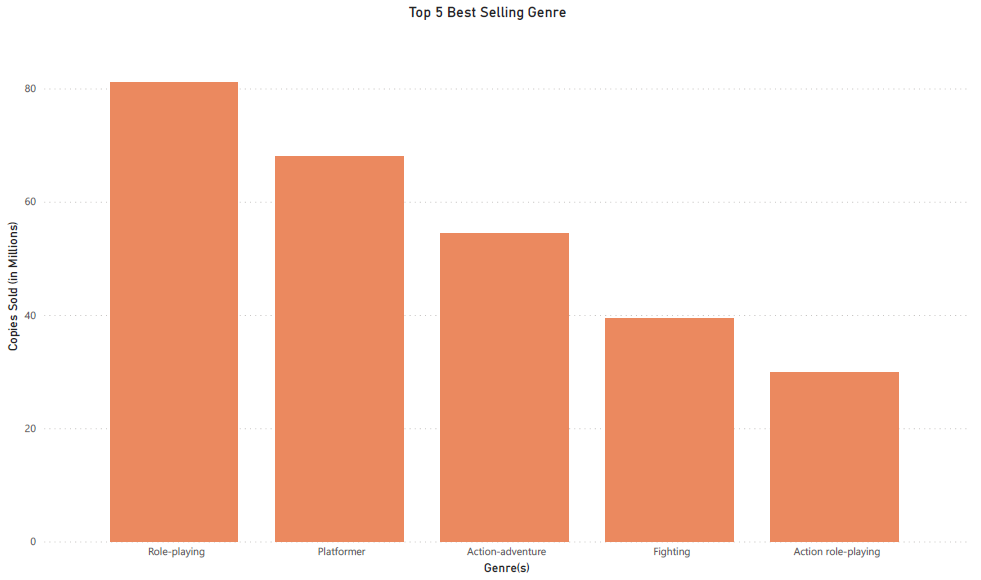 Top 5 Best Selling Genre
Copies Sold (in Millions)
80
60
40
20
0
Role-playing
Platformer
Action-adventure
Fighting
Action role-playing
Genre(s)